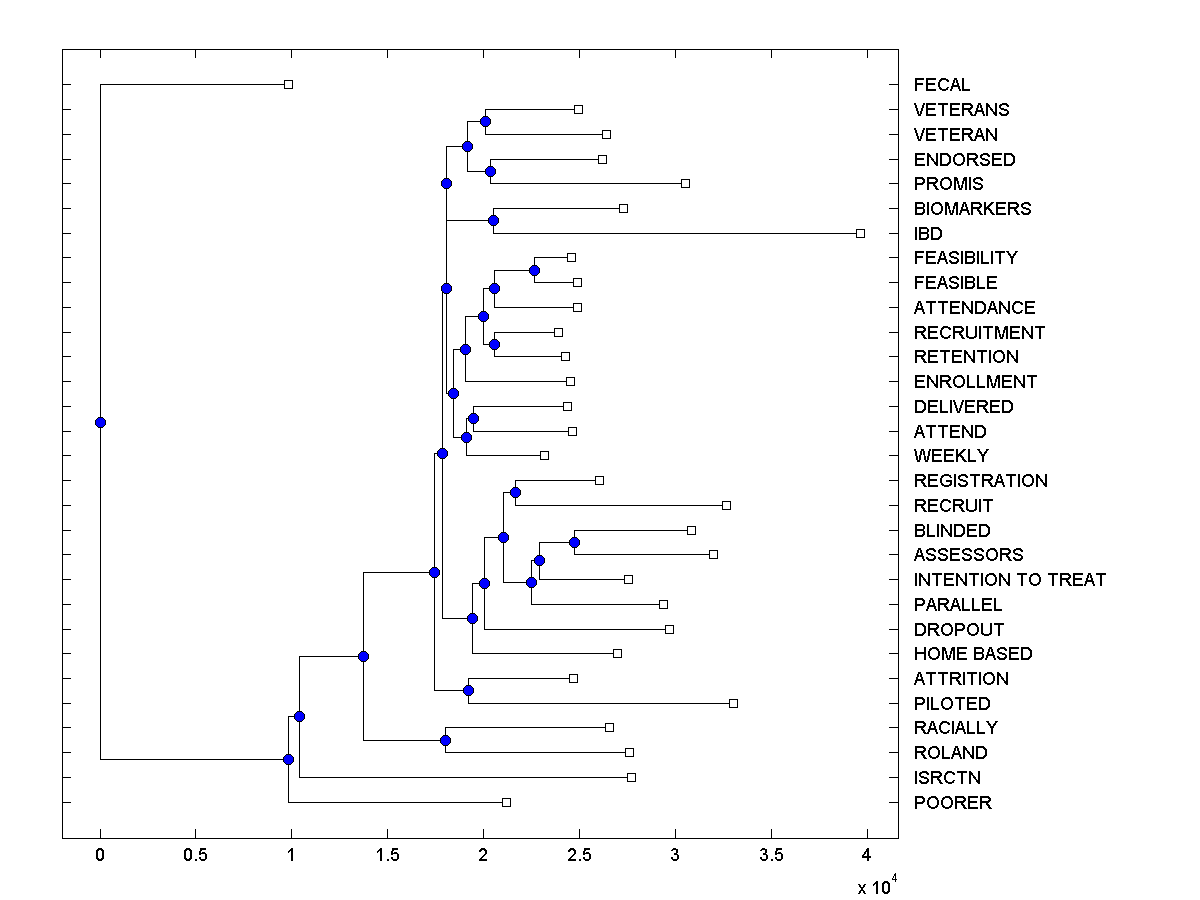 FECAL
VETERANS
VETERAN
ENDORSED
PROMIS
BIOMARKERS
IBD
FEASIBILITY
FEASIBLE
ATTENDANCE
RECRUITMENT
RETENTION
ENROLLMENT
DELIVERED
ATTEND
WEEKLY
REGISTRATION
RECRUIT
BLINDED
ASSESSORS
INTENTION TO TREAT
PARALLEL
DROPOUT
HOME BASED
ATTRITION
PILOTED
RACIALLY
ROLAND
ISRCTN
POORER
0 0.5 1 1.5 2 2.5 3 3.5 4
x 10^4